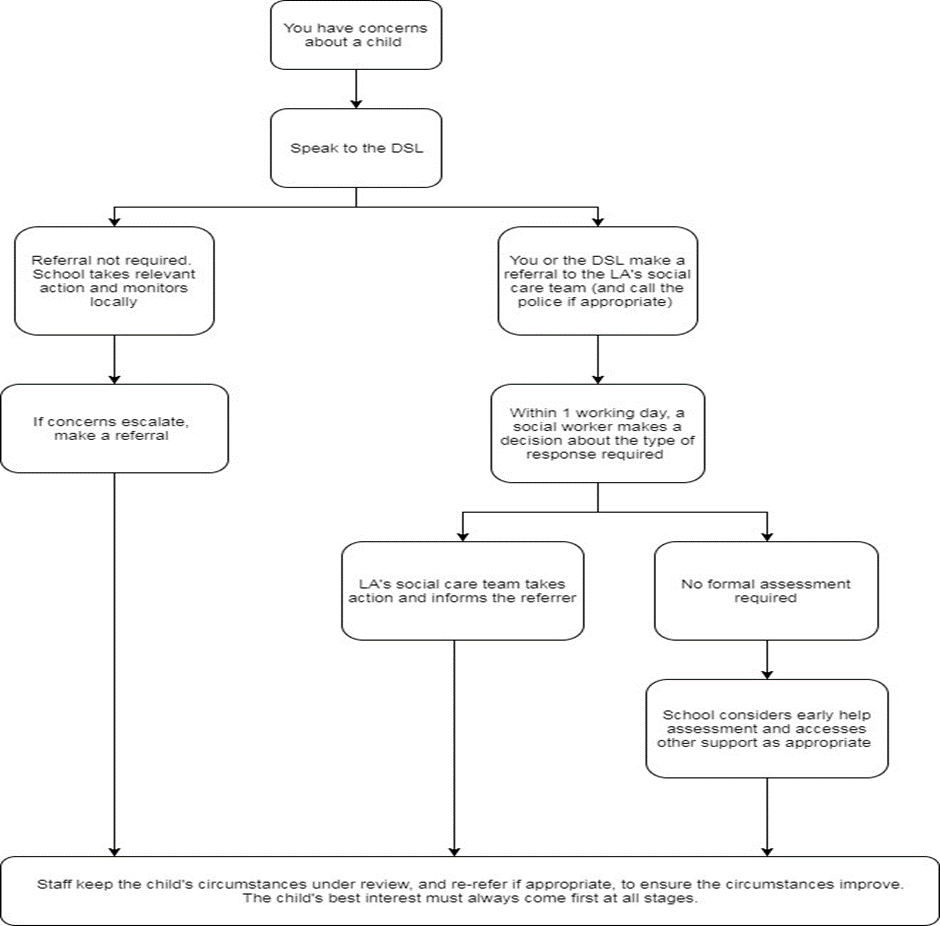 You have concerns
about a child
Speak to the DSL
Referral not required.
School takes relevant
action and monitors
locally
You or the DSL make a
referral to the LA's social
care team (and call the
police if appropriate)
If concerns escalate,
make a referral
Within 1 working day, a
social worker makes a
decision about the type of
response required
LA's social care team takes
action and informs the referrer
No formal assessment
required
School considers early help
assessment and accesses
other support as appropriate
Staff keep the child's circumstances under review, and re-refer if appropriate, to ensure the circumstances improve.
The child's best interest must always come first at all stages.